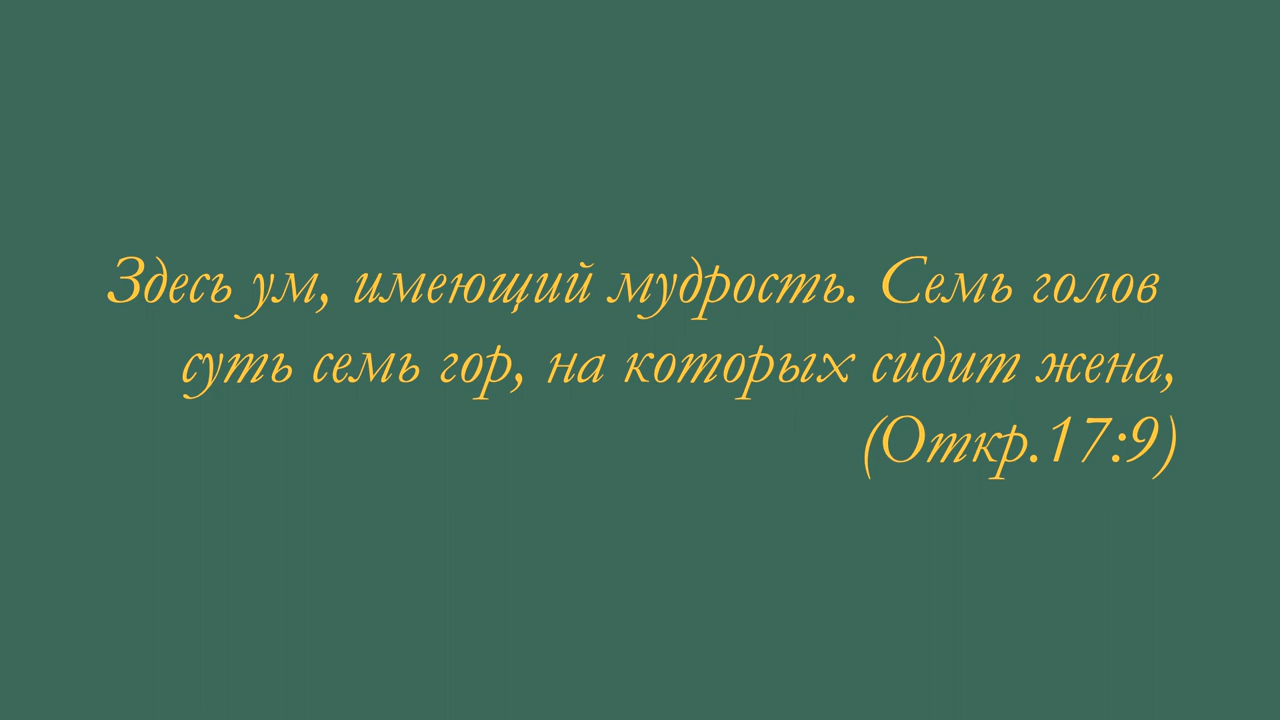 Здесь ум, имеющий мудрость. Семь голов
суть семь гор, на которых сидит жена,
(Откр.17:9)